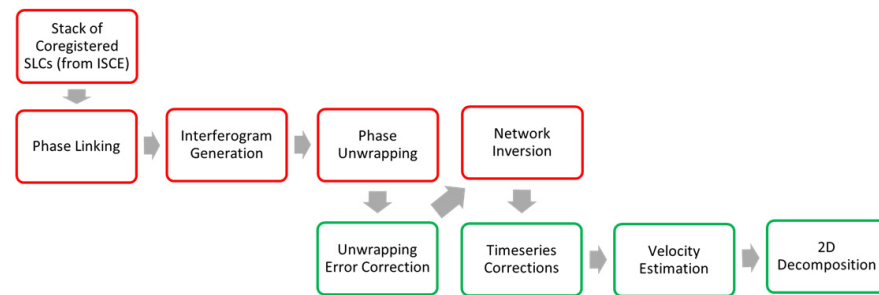 Stack of
Coregistered
SLCs (from ISCE)
Phase Linking
Interferogram
Generation
Phase
Unwrapping
Network
Inversion
Unwrapping
Error Correction
Timeseries
Corrections
Velocity
Estimation
2D
Decomposition